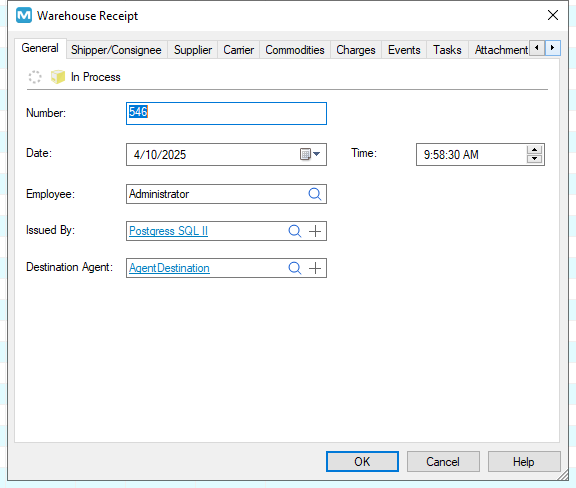 M Warehouse Receipt
General Shipper/Consignee Supplier Carrier Commodities Charges Events Tasks Attachment
In Process
Number: 546
Date: 4/10/2025 Time: 9:58:30 AM
Employee: Administrator
Issued By: Postgress SQL II
Destination Agent: AgentDestination
OK Cancel Help